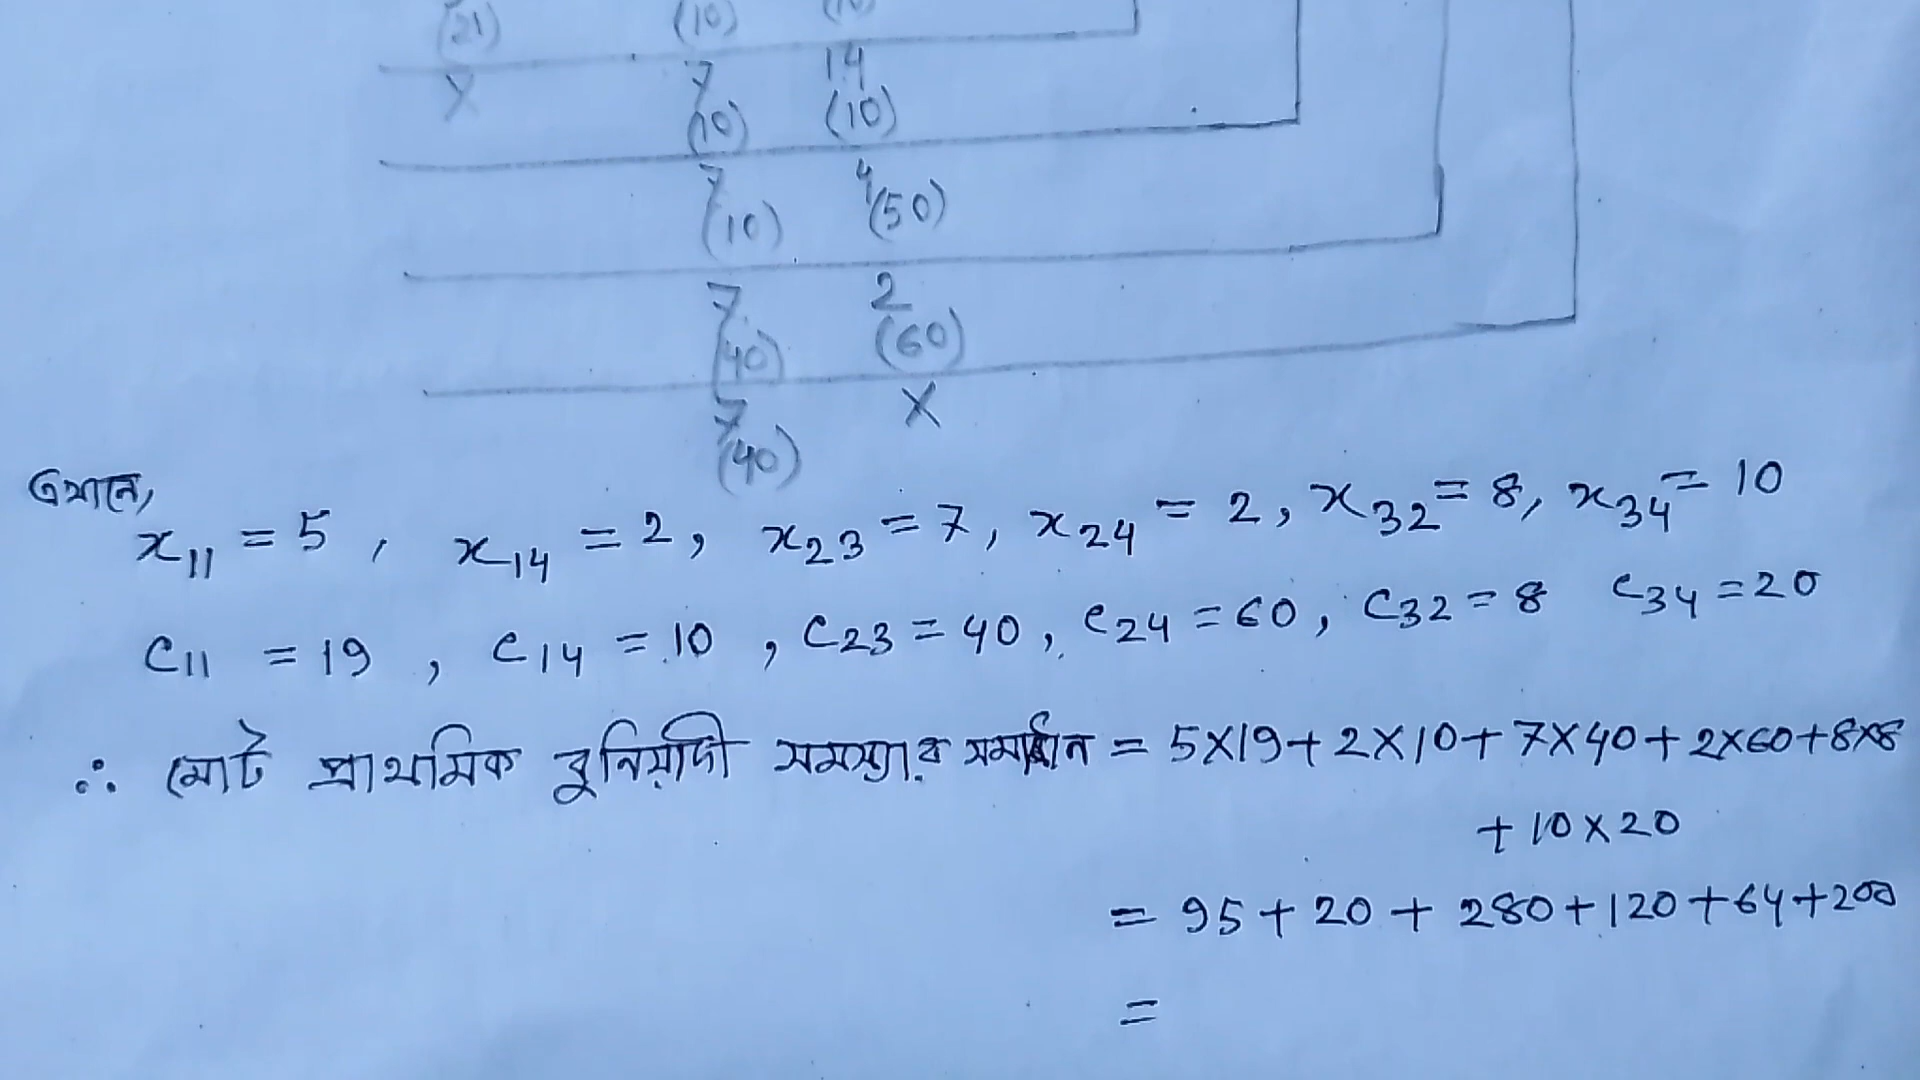 (21) (10) (10)
X 7 14
(10) (10)
7 4
(10) (50)
7 2
(40) (60)
7 X
(40)
এখানে,
x11 = 5, x14 = 2, x23 = 7, x24 = 2, x32 = 8, x34 = 10
C11 = 19, C14 = 10, C23 = 40, C24 = 60, C32 = 8 C34 = 20
∴ মোট প্রাথমিক বুনিয়াদী সমস্যার সমাধান = 5×19+2×10+7×40+2×60+8×8
+10×20
= 95+20+280+120+64+200
=